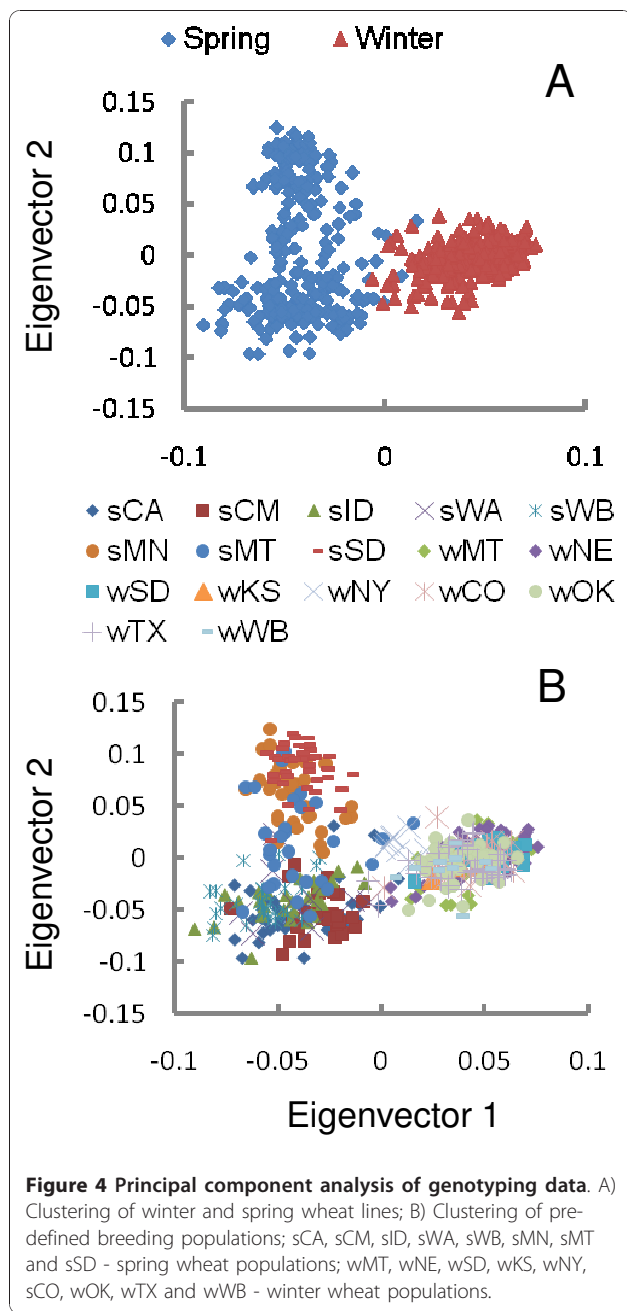 Spring Winter
A
0.15
0.1
0.05
0
-0.05
-0.1
-0.15
Eigenvector 2
-0.1 0 0.1
sCA sCM sID sWA sWB
sMN sMT sSD wMT wNE
wSD wKS wNY wCO wOK
wTX wWB
B
0.15
0.1
0.05
0
-0.05
-0.1
-0.15
Eigenvector 2
-0.1 -0.05 0 0.05 0.1
Eigenvector 1
Figure 4 Principal component analysis of genotyping data. A)
Clustering of winter and spring wheat lines; B) Clustering of pre-
defined breeding populations; sCA, sCM, sID, sWA, sWB, sMN, sMT
and sSD - spring wheat populations; wMT, wNE, wSD, wKS, wNY,
sCO, wOK, wTX and wWB - winter wheat populations.